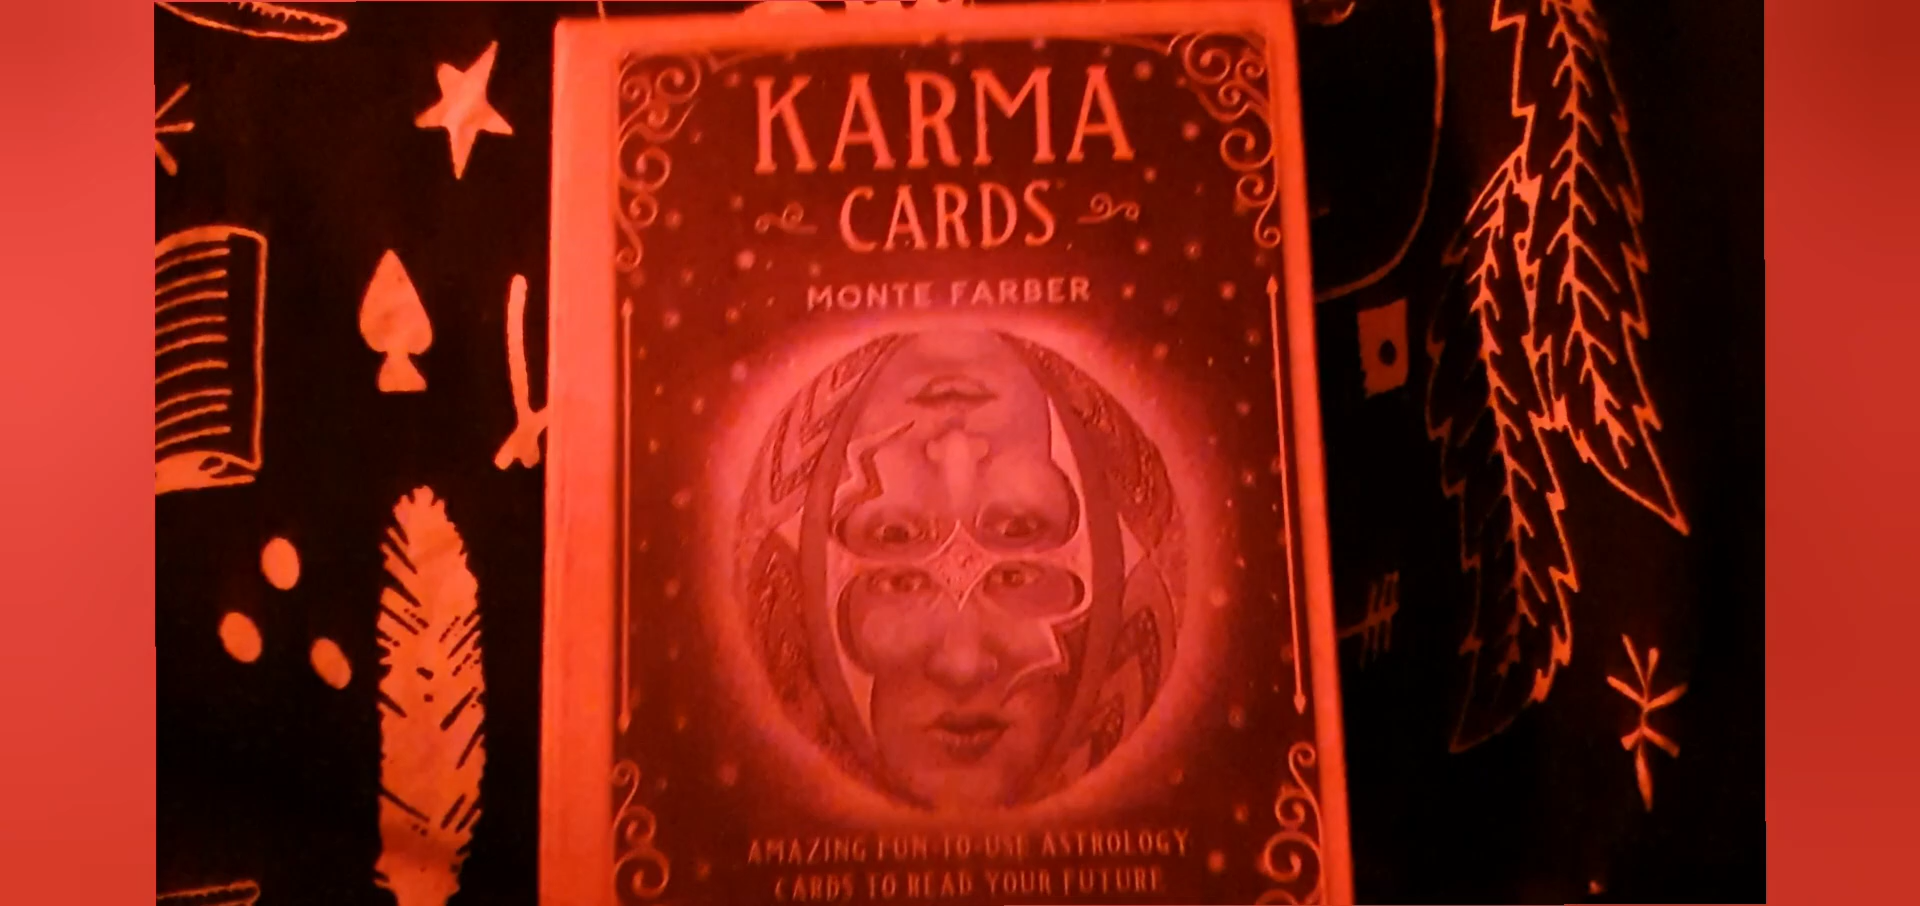 KARMA
CARDS
MONTE FARBER
AMAZING FUN-TO-USE ASTROLOGY
CARDS TO READ YOUR FUTURE